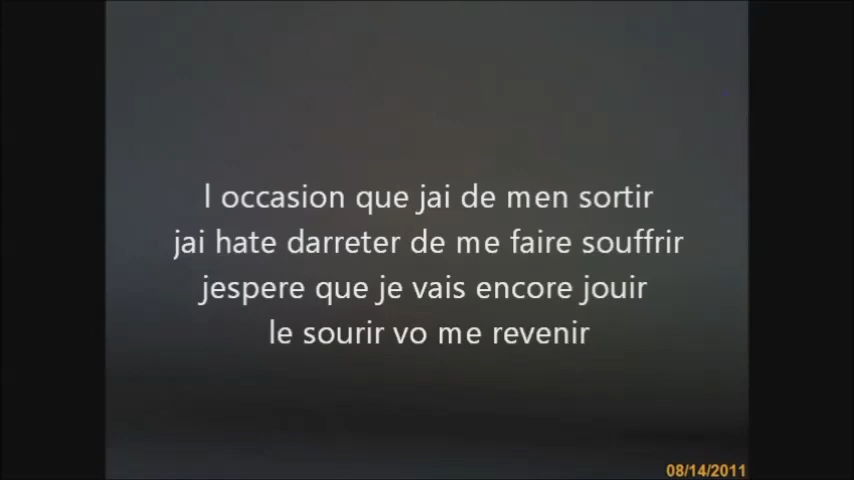 l occasion que jai de men sortir
jai hate darreter de me faire souffrir
jespere que je vais encore jouir
le sourir vo me revenir
08/14/2011